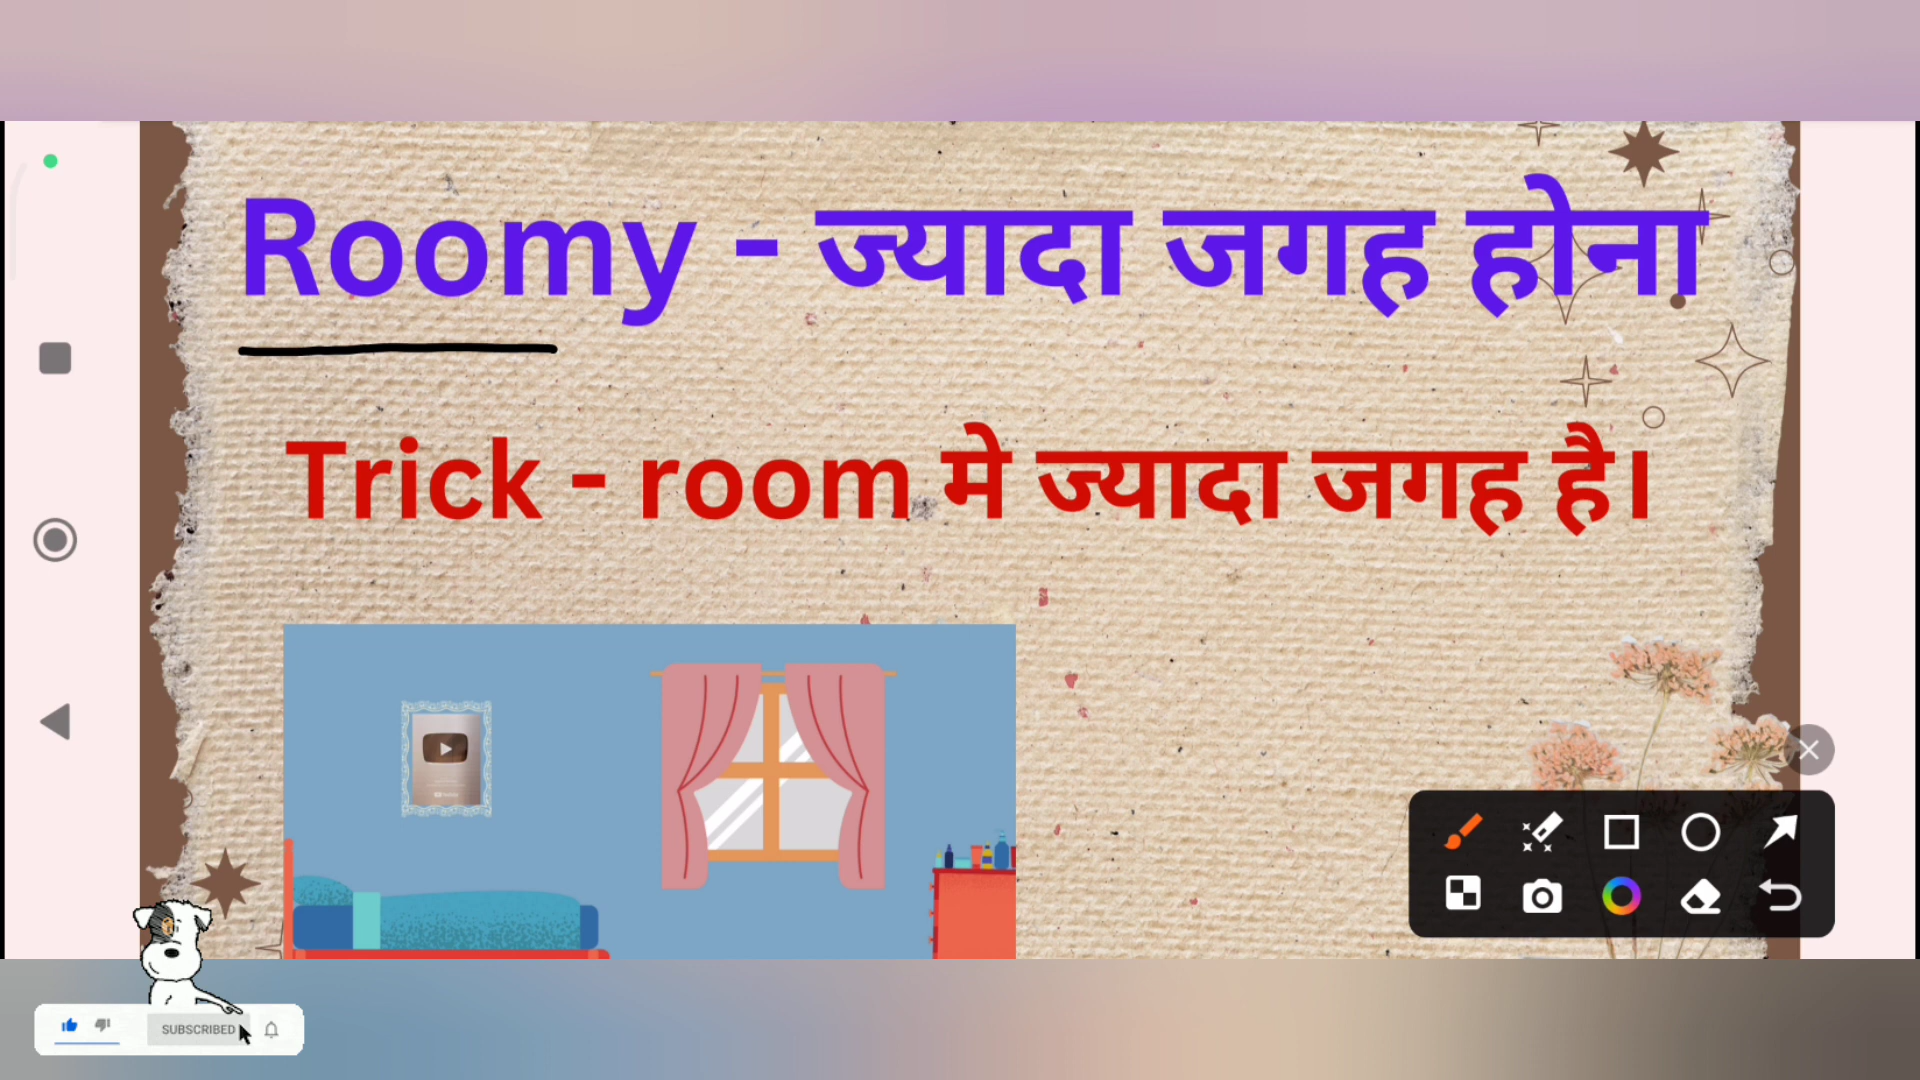 Roomy - ज्यादा जगह होना
Trick - room मे ज्यादा जगह है।
SUBSCRIBED